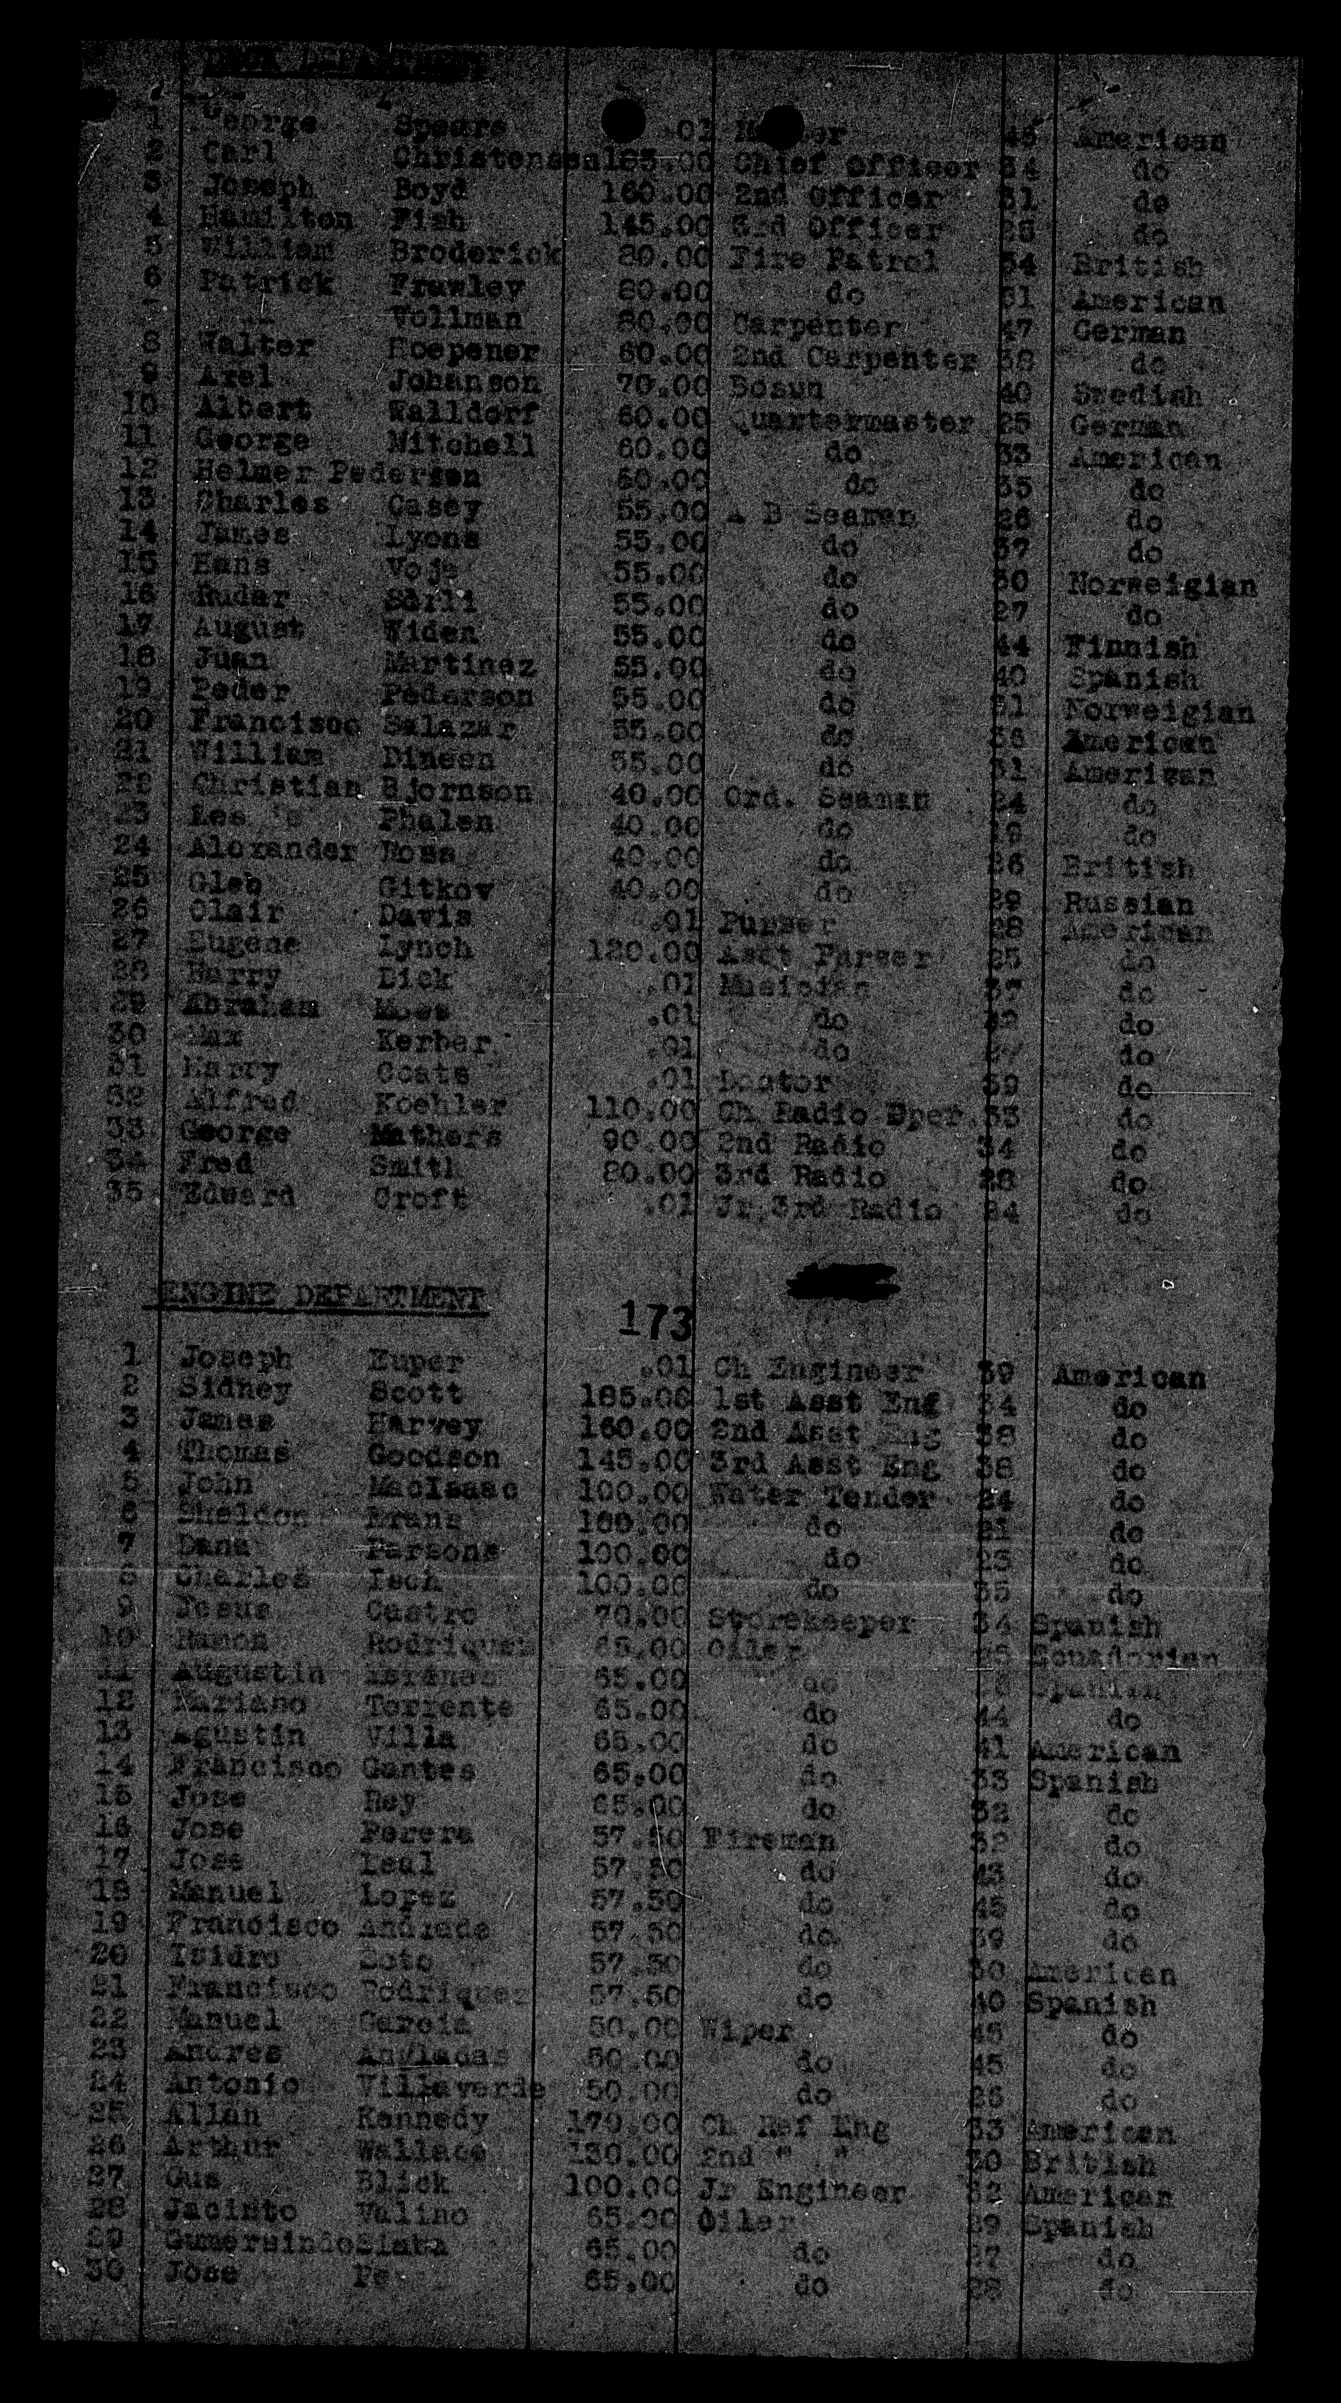 DECK DEPARTMENT
1 George Spears .01 46 American
2 Carl Christensen 185.00 Chief Officer 34 do
3 Joseph Boyd 160.00 2nd Officer 31 do
4 Hamilton Fish 145.00 3rd Officer 28 do
5 William Broderick 80.00 Fire Patrol 54 British
6 Patrick Frawley 80.00 do 51 American
Vollman 80.00 Carpenter 47 German
8 Walter Hoepener 60.00 2nd Carpenter 38 do
9 Axel Johanson 70.00 Bosun 40 Swedish
10 Albert Walldorf 60.00 Quartermaster 25 German
11 George Mitchell 60.00 do 33 American
12 Helmer Pedersen 60.00 do 35 do
13 Charles Casey 55.00 A B Seaman 26 do
14 James Lyons 55.00 do 37 do
15 Hans Voje 55.00 do 30 Norweigian
16 Rudar 55.00 do 27 do
17 August Widen 55.00 do 44 Finnish
18 Juan Martinez 55.00 do 40 Spanish
19 Peder Pederson 55.00 do 31 Norweigian
20 Francisco Salazar 55.00 do 36 American
21 William Dineen 55.00 do 31 American
22 Christian Bjornson 40.00 Ord. Seaman 24 do
23 Phalen 40.00 do 19 do
24 Alexander Ross 40.00 do 26 British
25 Gleb Gitkov 40.00 do 29 Russian
26 Clair Davis .01 Purser 28 American
27 Eugene Lynch 120.00 Asst Purser 25 do
28 Harry Dick .01 Musician 37 do
29 Abraham Moss .01 do 42 do
30 Max Kerber .01 do do
31 Harry Coats .01 Doctor 39 do
32 Alfred Koehler 110.00 Ch Radio Oper. 33 do
33 George Mathers 90.00 2nd Radio 34 do
34 Fred Smith 80.00 3rd Radio 28 do
35 Edward Croft .01 Jr 3rd Radio 24 do
ENGINE DEPARTMENT
173
1 Joseph Euper .01 Ch Engineer 39 American
2 Sidney Scott 185.00 1st Asst Eng 34 do
3 James Harvey 160.00 2nd Asst Eng 38 do
4 Thomas Goodson 145.00 3rd Asst Eng 38 do
5 John MacIsaac 100.00 Water Tender 24 do
6 Sheldon Evans 100.00 do 21 do
7 Dana Parsons 100.00 do 23 do
8 Charles Isch 100.00 do 35 do
9 Jesus Castro 70.00 Storekeeper 34 Spanish
10 Ramon Rodriquez 65.00 Oiler 25 Ecuadorian
11 Augustin 65.00 do Spanish
12 Mariano Torrente 65.00 do 44 do
13 Agustin Villa 65.00 do 41 American
14 Francisco Gantes 65.00 do 33 Spanish
15 Jose Rey 65.00 do 32 do
16 Jose Perera 57.50 Fireman 32 do
17 Jose Leal 57.50 do 43 do
18 Manuel Lopez 57.50 do 45 do
19 Francisco Andrade 57.50 do 39 do
20 Isidro Soto 57.50 do 30 American
21 Francisco Rodriquez 57.50 do 40 Spanish
22 Manuel Garcia 50.00 Wiper 45 do
23 Andres Angladas 50.00 do 45 do
24 Antonio Villaverde 50.00 do 26 do
25 Allan Kennedy 170.00 Ch Ref Eng 33 American
26 Arthur Wallace 130.00 2nd " " 30 British
27 Gus Blick 100.00 Jr Engineer 32 American
28 Jacinto Valino 65.00 Oiler 29 Spanish
29 Gumersindo 65.00 do 27 do
30 Jose 65.00 do 28 do